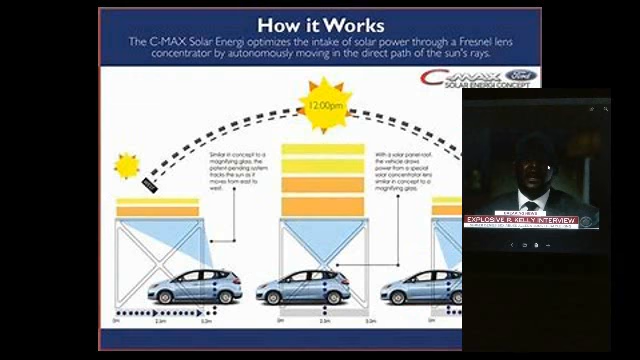 How it Works
The C-MAX Solar Energi optimizes the intake of solar power through a Fresnel lens
concentrator by autonomously moving in the direct path of the sun's rays.
C-MAX
Ford
SOLAR ENERGI CONCEPT
12:00pm
Similar in concept to a
magnifying glass, the
patent-pending system
tracks the sun as it
moves from east to
west.
With a solar panel roof,
the vehicle draws
power from a special
solar concentrator lens
similar in concept to a
magnifying glass.
BREAKING NEWS
EXPLOSIVE R. KELLY INTERVIEW